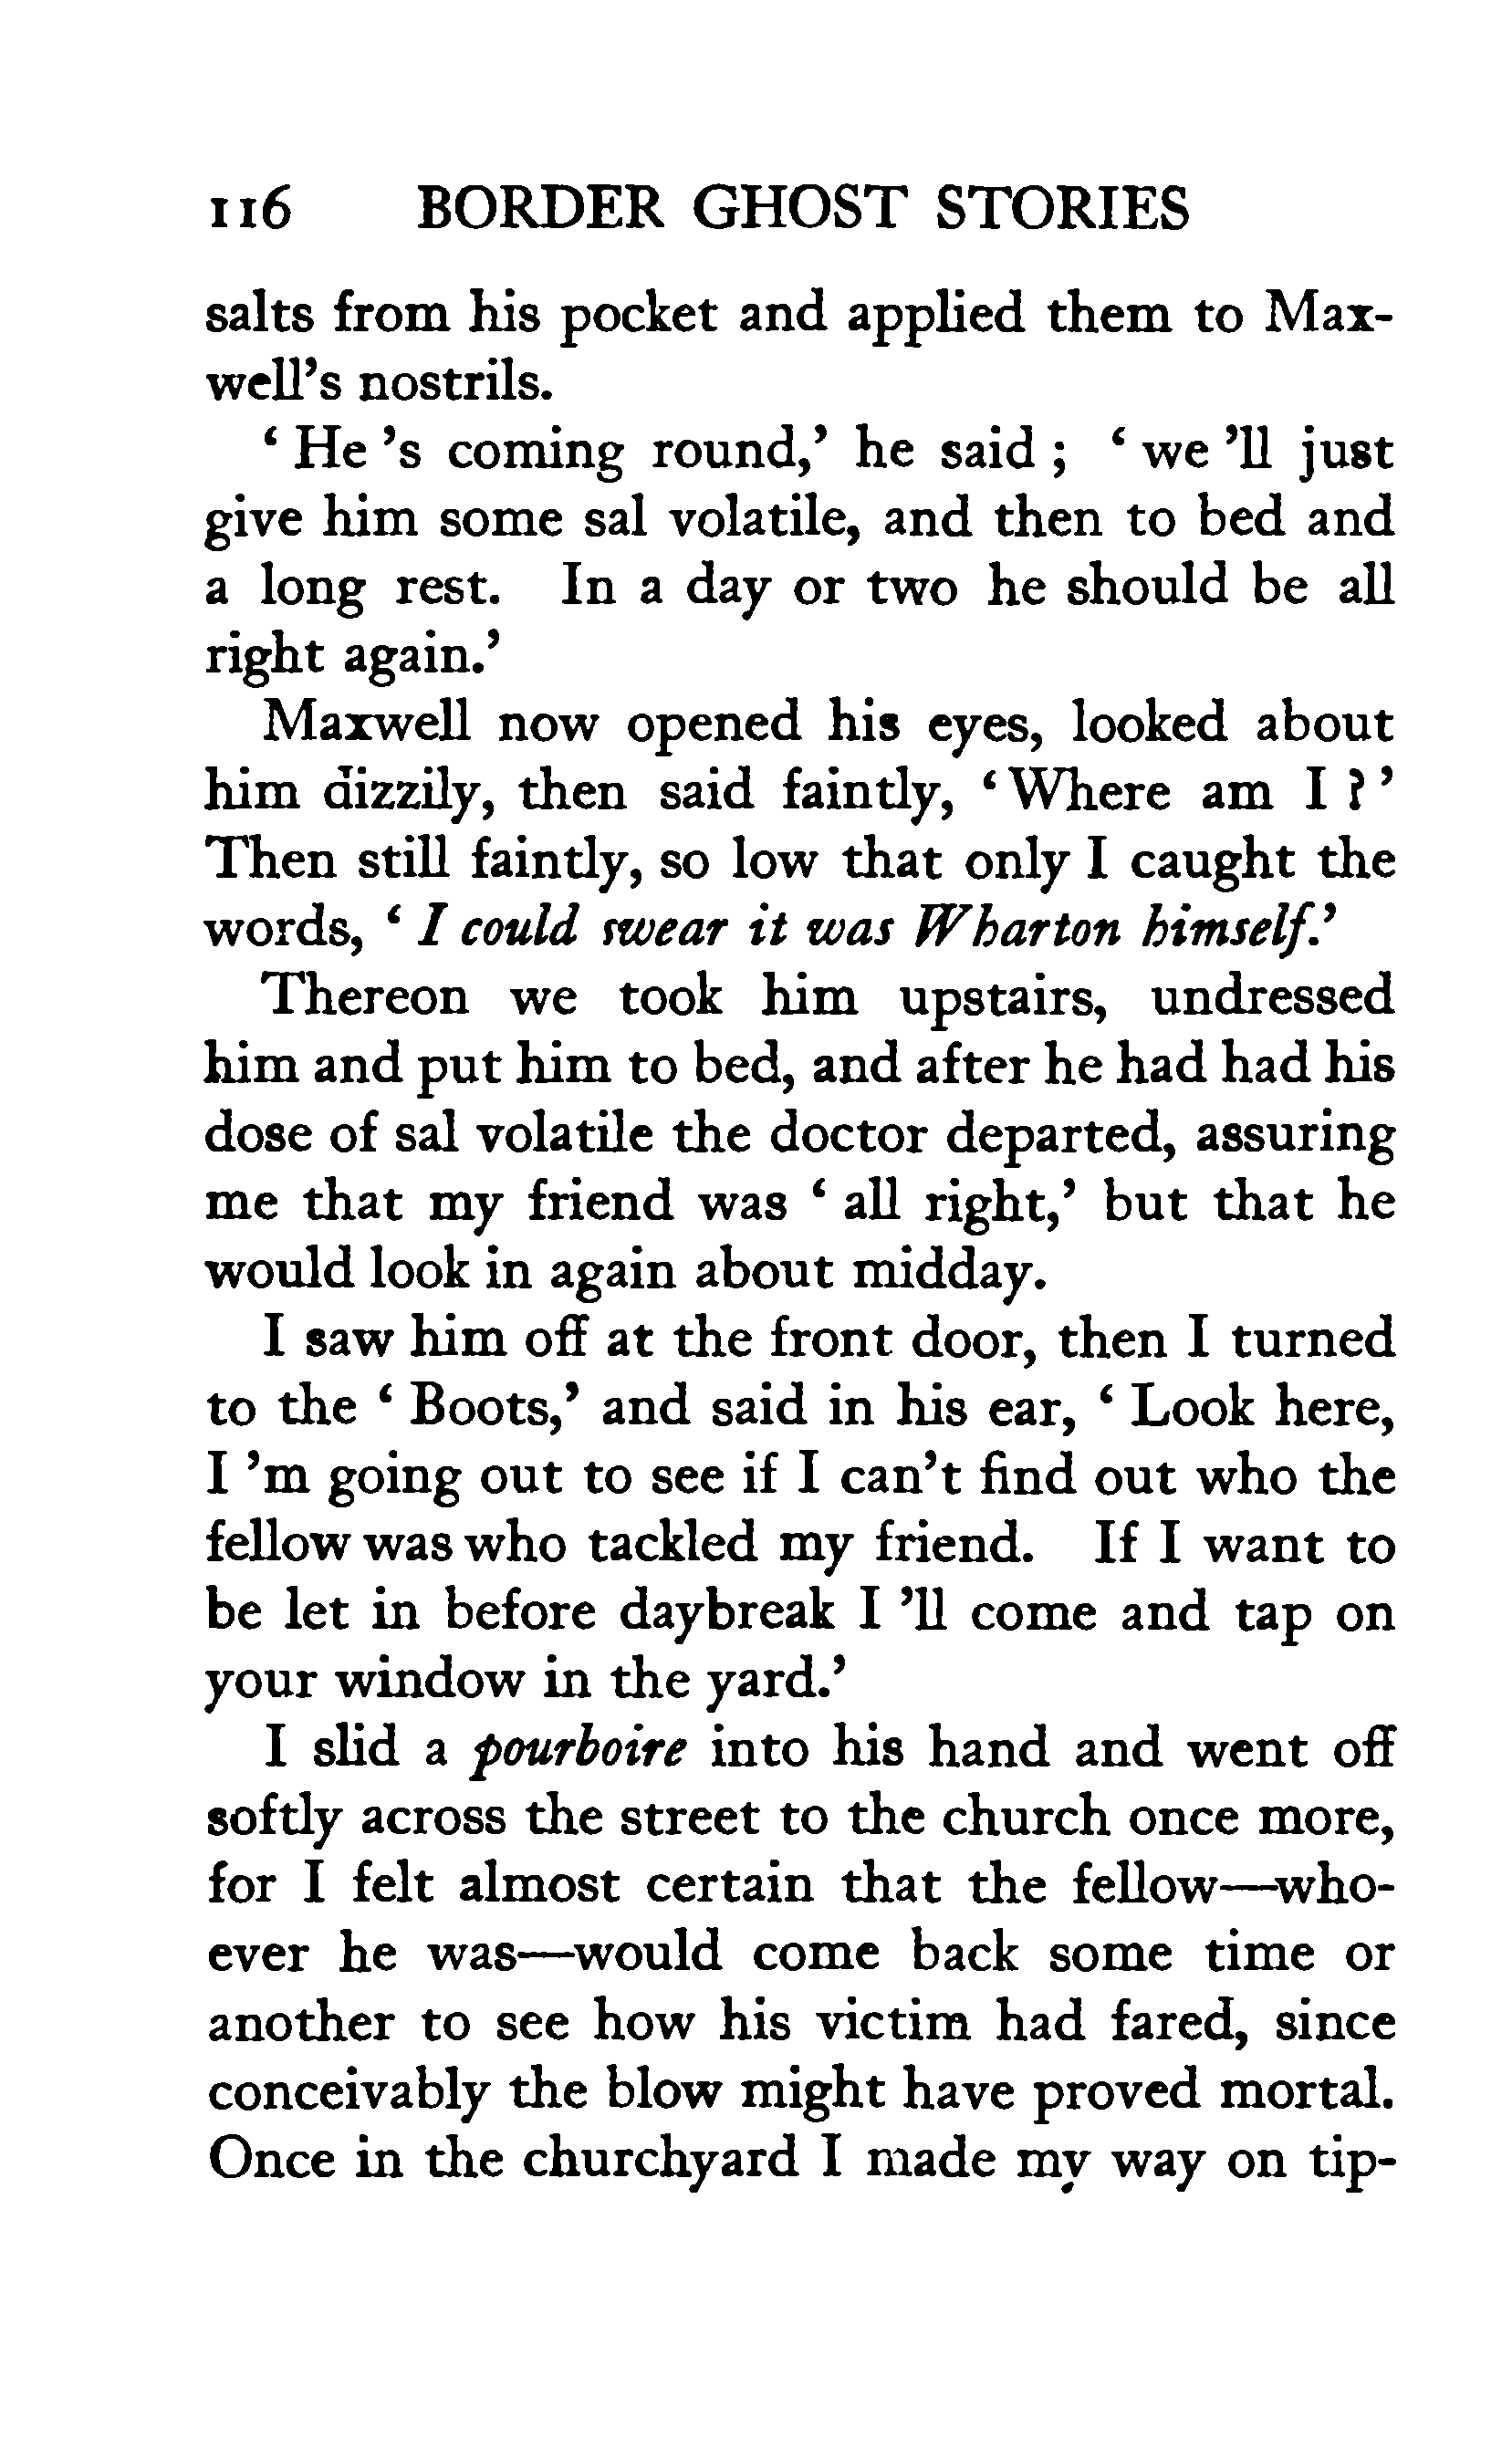 116 BORDER GHOST STORIES
salts from his pocket and applied them to Max-
well's nostrils.
‘ He ’s coming round,’ he said ; ‘ we ’ll just
give him some sal volatile, and then to bed and
a long rest. In a day or two he should be all
right again.’
Maxwell now opened his eyes, looked about
him dizzily, then said faintly, ‘ Where am I ? ’
Then still faintly, so low that only I caught the
words, ‘ I could swear it was Wharton himself.’
Thereon we took him upstairs, undressed
him and put him to bed, and after he had had his
dose of sal volatile the doctor departed, assuring
me that my friend was ‘ all right,’ but that he
would look in again about midday.
I saw him off at the front door, then I turned
to the ‘ Boots,’ and said in his ear, ‘ Look here,
I ’m going out to see if I can’t find out who the
fellow was who tackled my friend. If I want to
be let in before daybreak I ’ll come and tap on
your window in the yard.’
I slid a pourboire into his hand and went off
softly across the street to the church once more,
for I felt almost certain that the fellow—who-
ever he was—would come back some time or
another to see how his victim had fared, since
conceivably the blow might have proved mortal.
Once in the churchyard I made my way on tip-